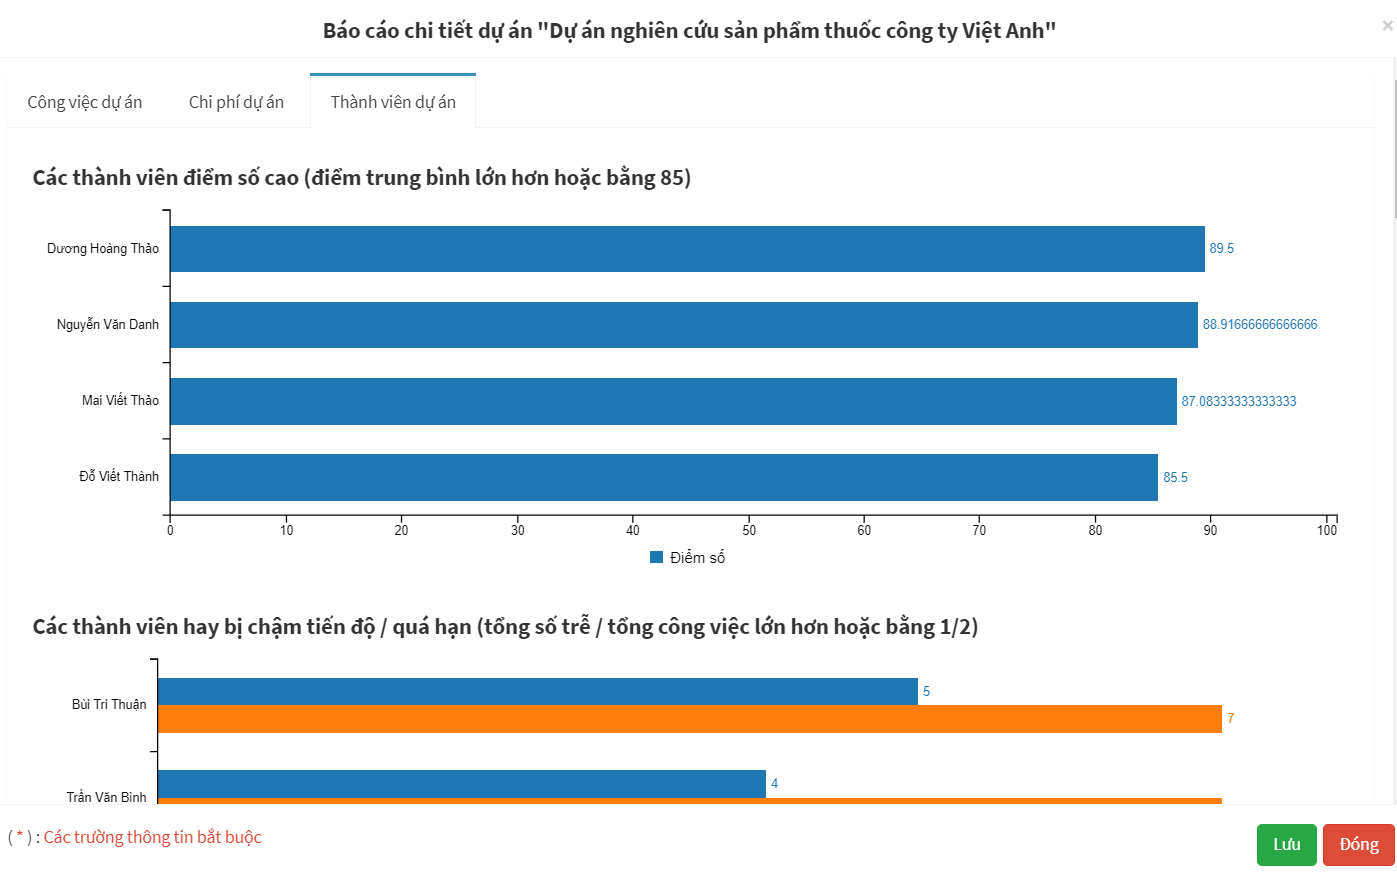 Báo cáo chi tiết dự án "Dự án nghiên cứu sản phẩm thuốc công ty Việt Anh"
×
Công việc dự án Chi phí dự án Thành viên dự án
Các thành viên điểm số cao (điểm trung bình lớn hơn hoặc bằng 85)
Dương Hoàng Thảo 89.5
Nguyễn Văn Danh 88.91666666666666
Mai Viết Thảo 87.08333333333333
Đỗ Viết Thành 85.5
0 10 20 30 40 50 60 70 80 90 100
Điểm số
Các thành viên hay bị chậm tiến độ / quá hạn (tổng số trễ / tổng công việc lớn hơn hoặc bằng 1/2)
5
Bùi Tri Thuận
7
4
Trần Văn Bình
( * ) : Các trường thông tin bắt buộc
Lưu Đóng